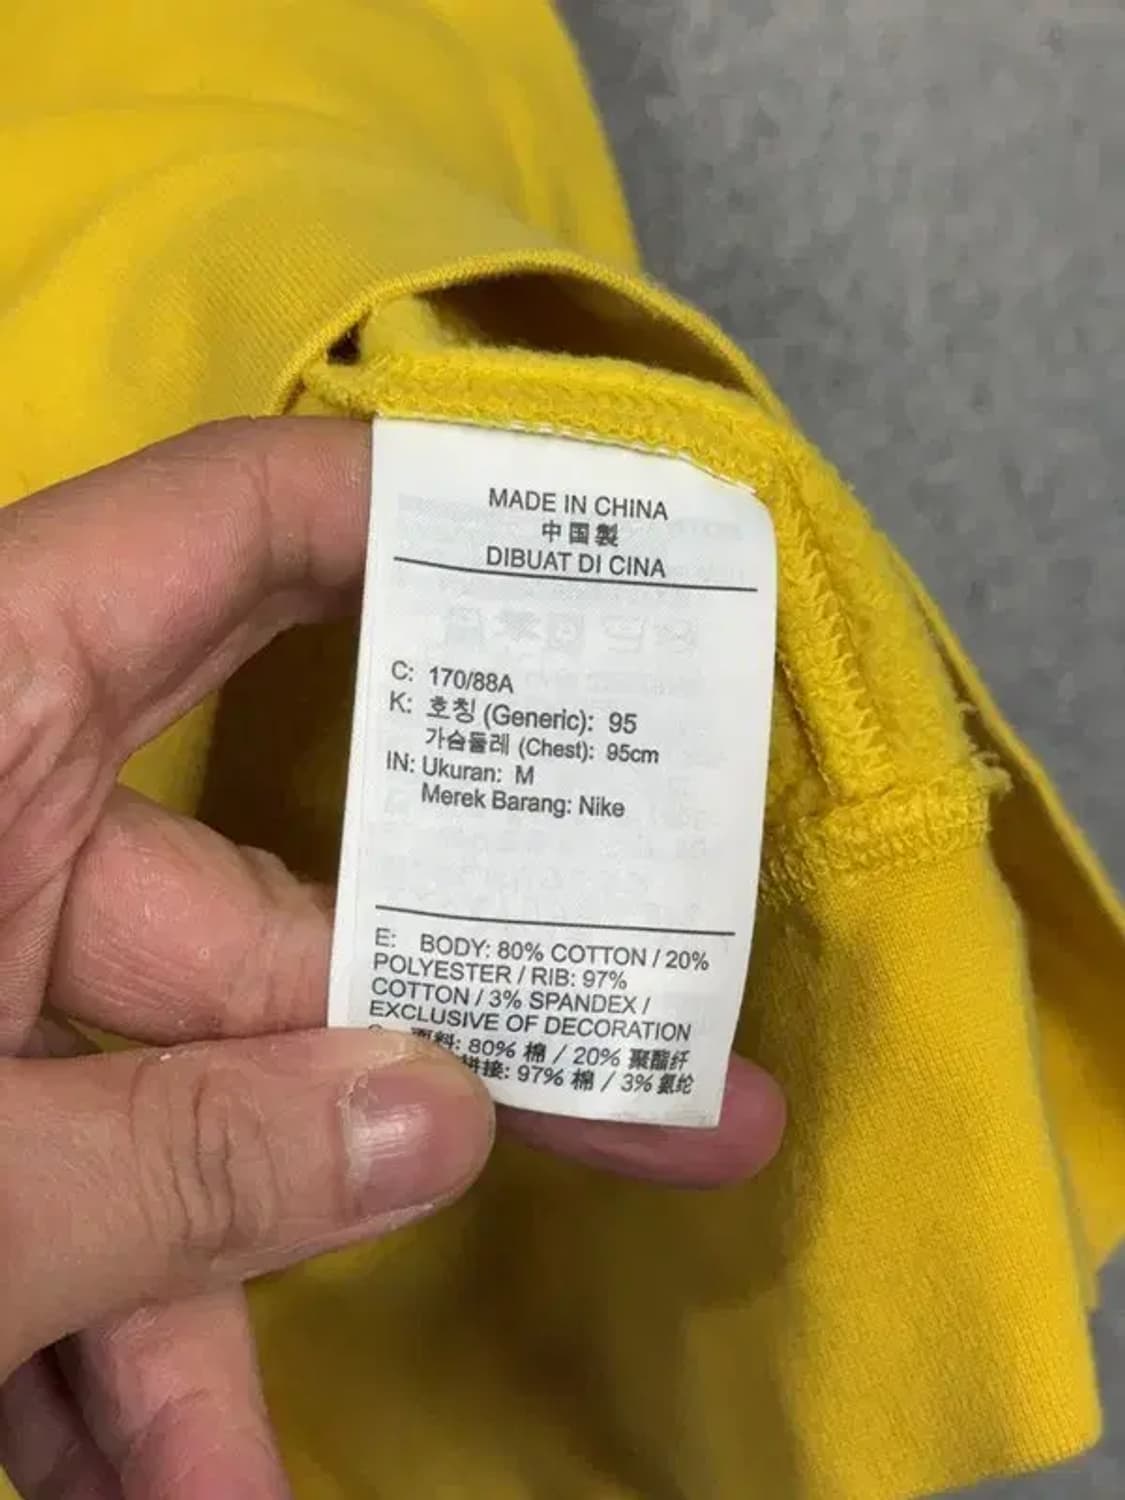 MADE IN CHINA
中国製
DIBUAT DI CINA
C: 170/88A
K: 호칭 (Generic): 95
가슴둘레 (Chest): 95cm
IN: Ukuran: M
Merek Barang: Nike
E: BODY: 80% COTTON / 20%
POLYESTER / RIB: 97%
COTTON / 3% SPANDEX /
EXCLUSIVE OF DECORATION
面料: 80% 棉 / 20% 聚酯纤
拼接: 97% 棉 / 3% 氨纶